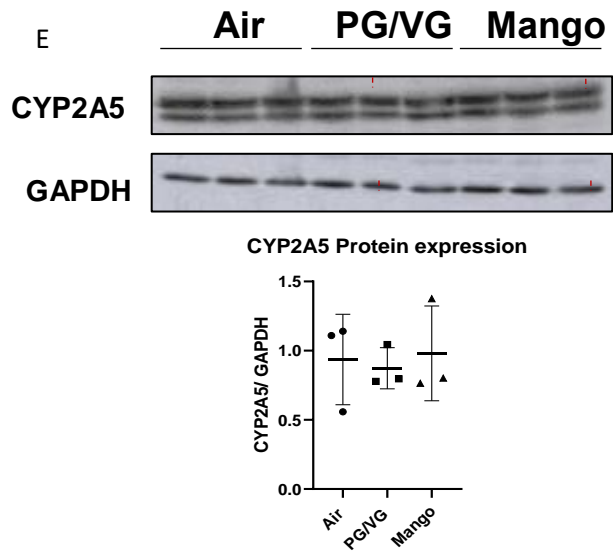 E
Air PG/VG Mango
CYP2A5
GAPDH
CYP2A5 Protein expression
CYP2A5/ GAPDH
1.5
1.0
0.5
0.0
Air
PG/VG
Mango